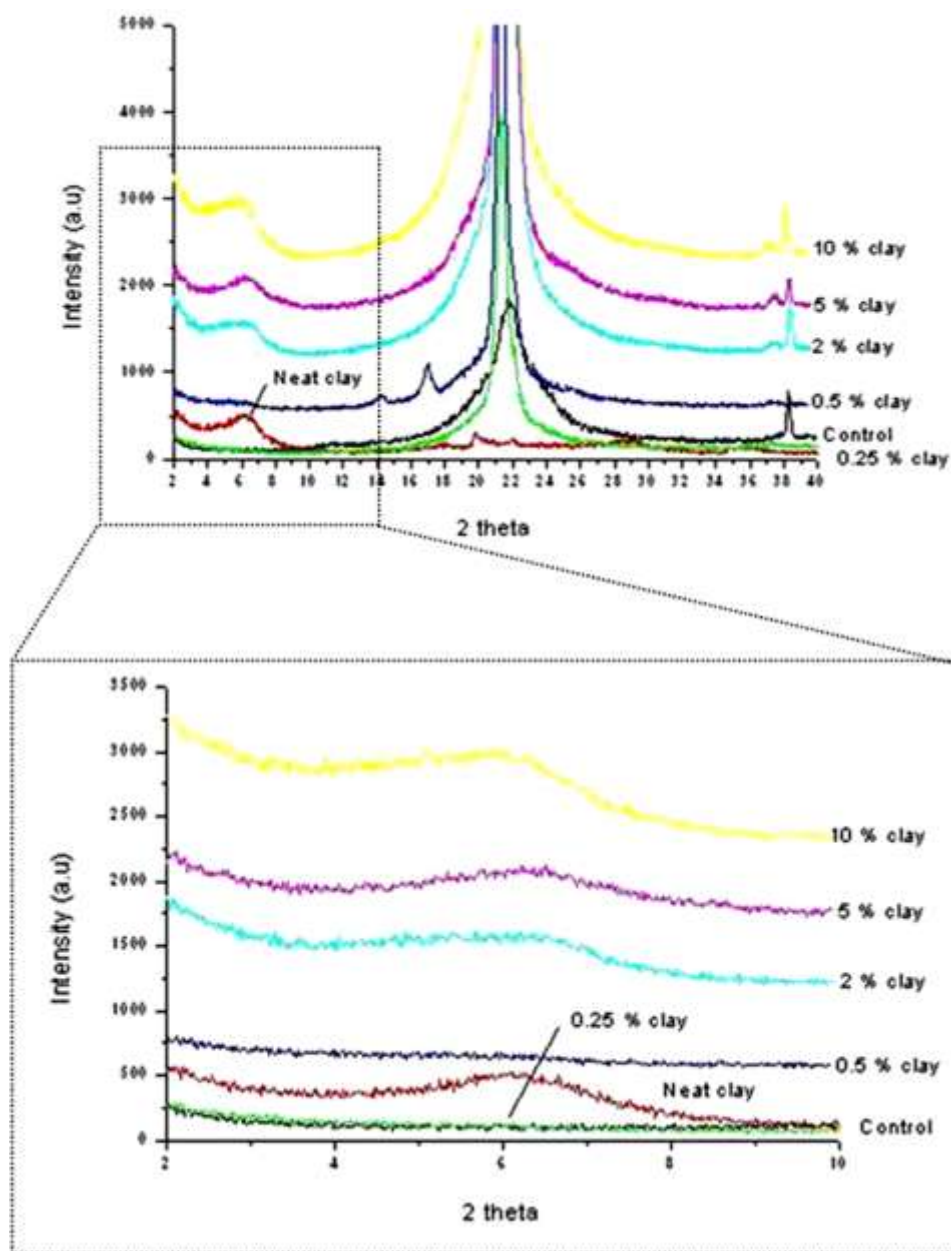 5000
4000
Intensity (a.u)
3000
10 % clay
5 % clay
2000
2 % clay
1000
Neat clay
0.5 % clay
Control
0
0.25 % clay
2 4 6 8 10 12 14 16 18 20 22 24 26 28 30 32 34 36 38 40
2 theta
3500
3000
10 % clay
2500
Intensity (a.u)
2000
5 % clay
1500
2 % clay
1000
0.25 % clay
0.5 % clay
500
Neat clay
Control
0
2 4 6 8 10
2 theta